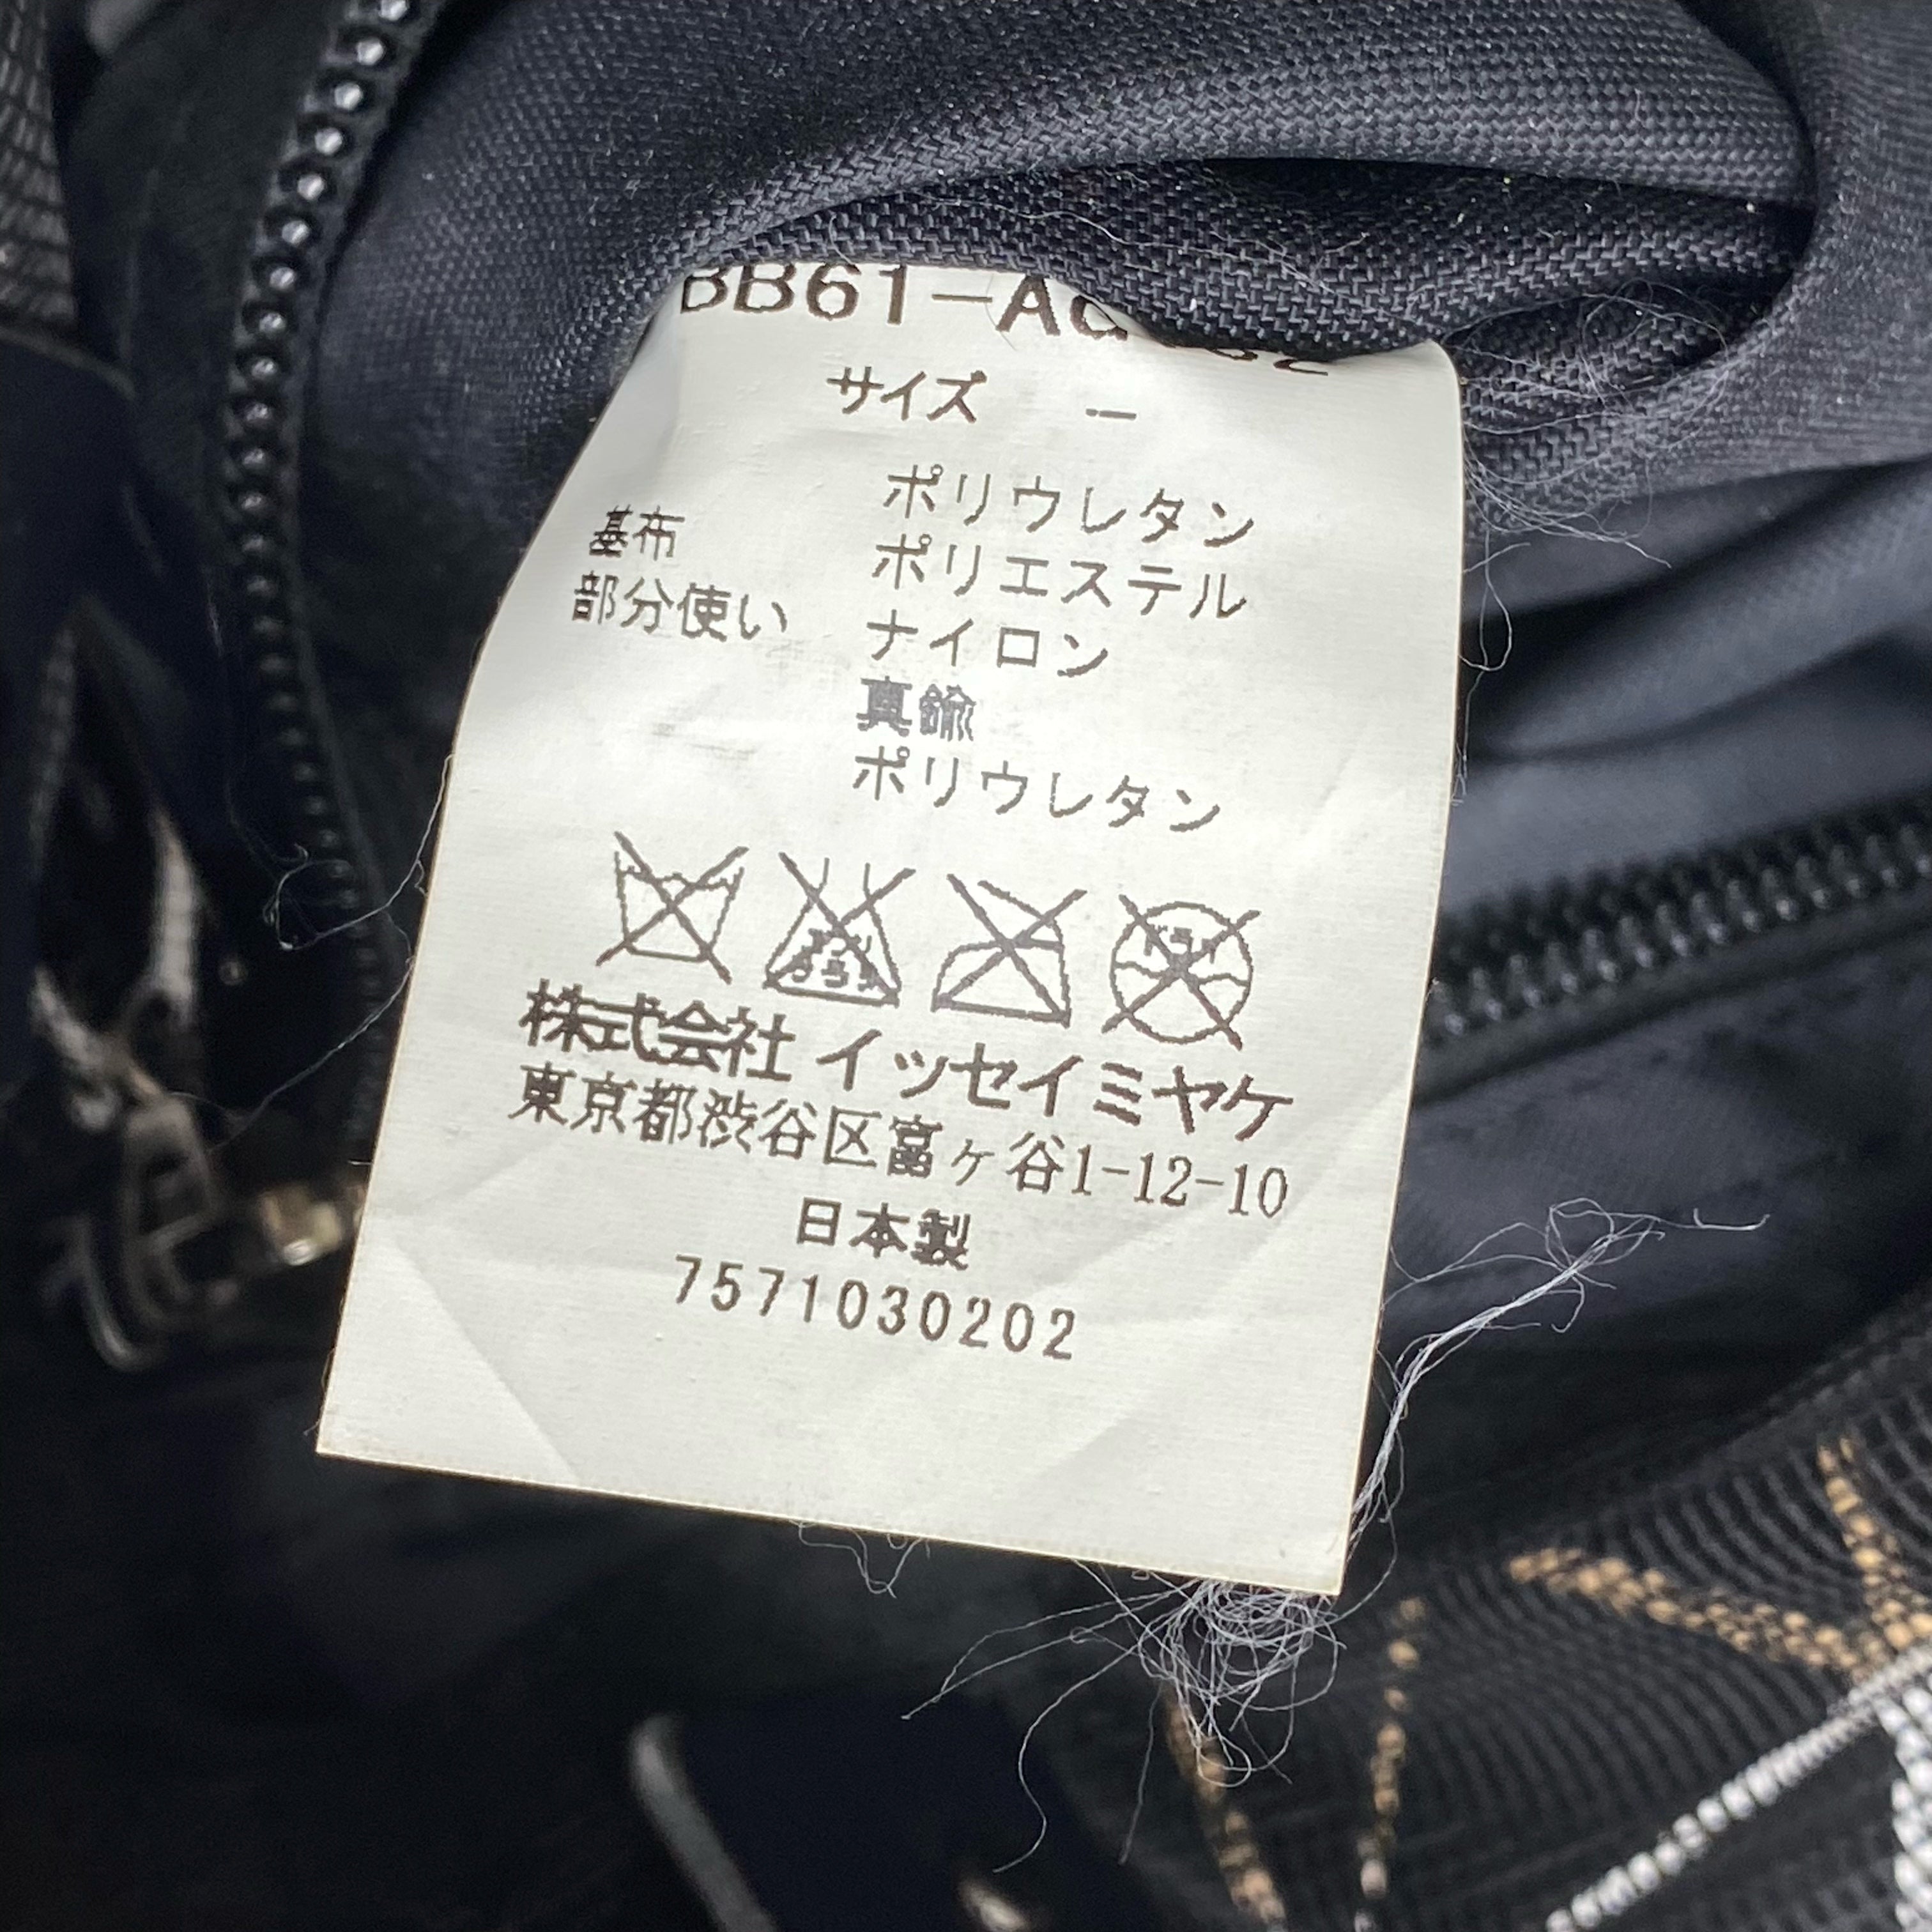 BB61-A
サイズ －
ポリウレタン
基布 ポリエステル
部分使い ナイロン
真鍮
ポリウレタン
株式会社 イッセイミヤケ
東京都渋谷区富ヶ谷1-12-10
日本製
7571030202